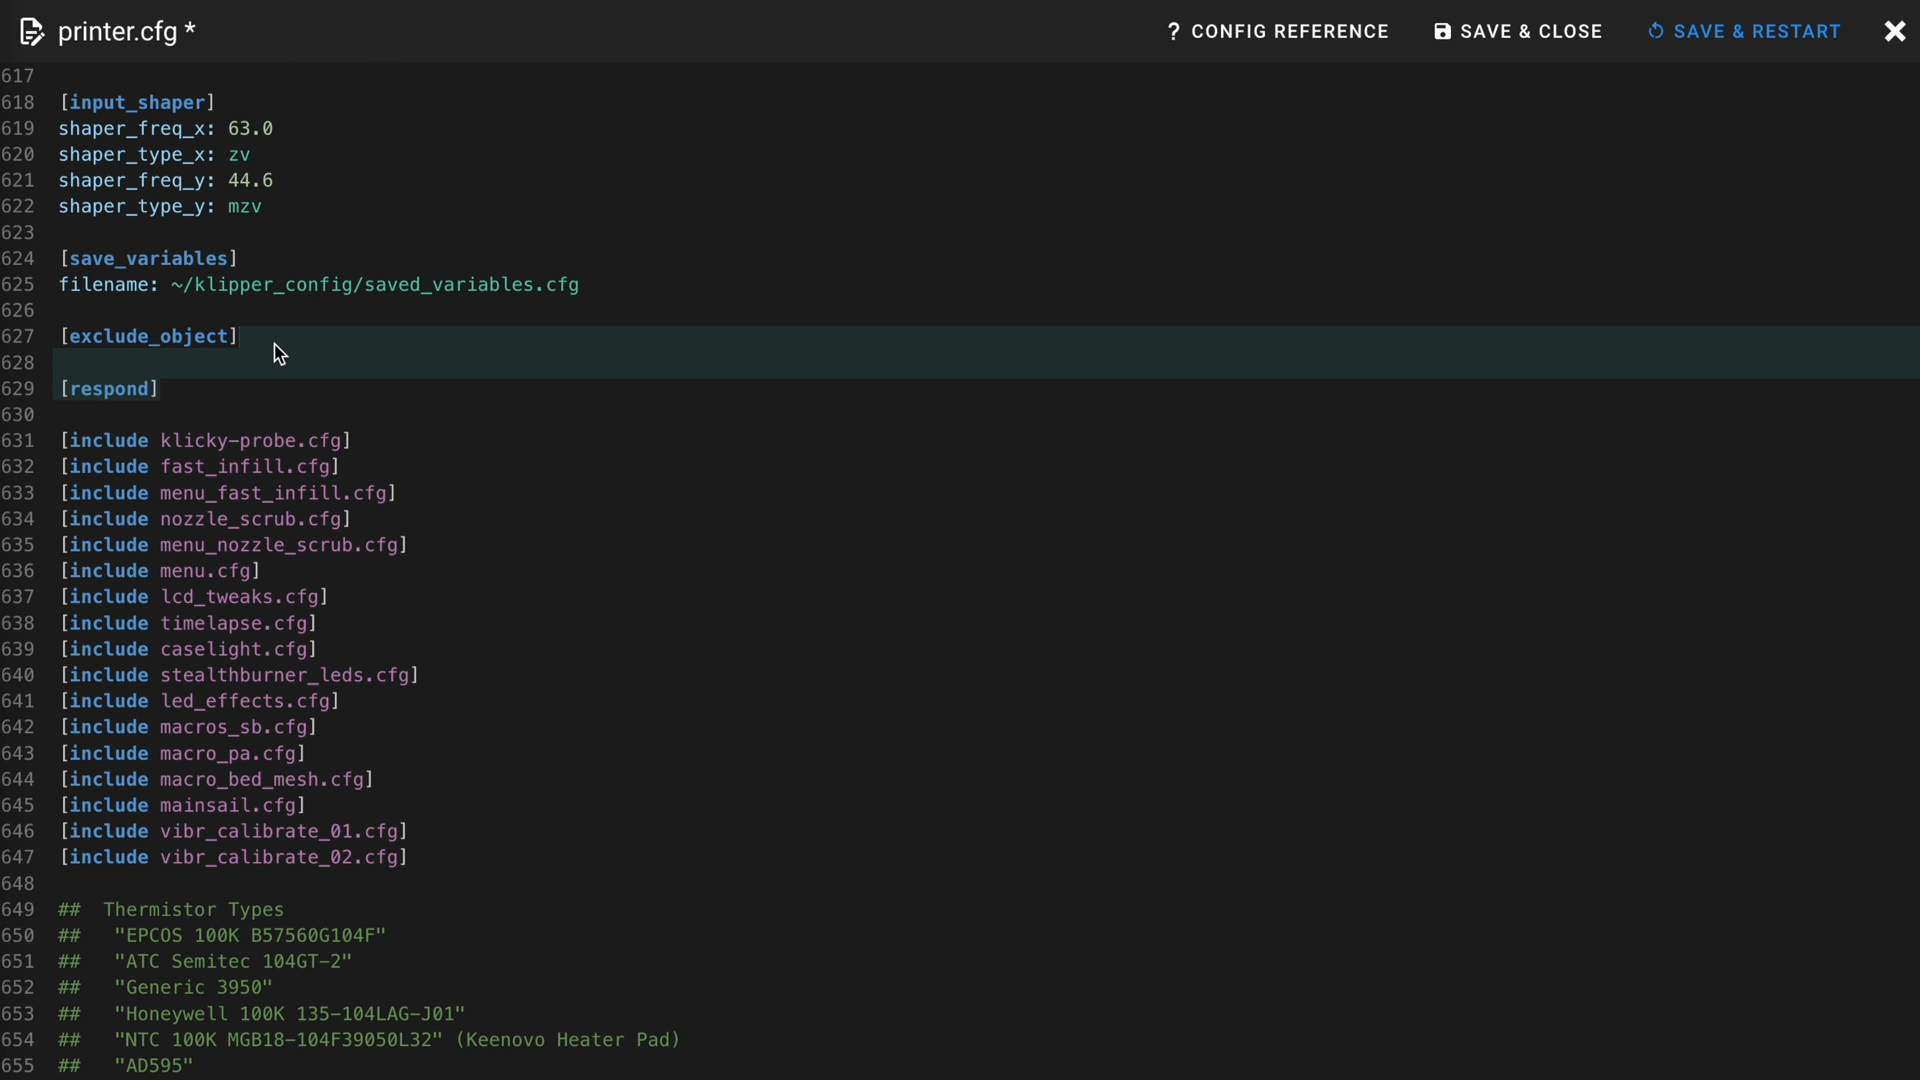 printer.cfg *
? CONFIG REFERENCE
SAVE & CLOSE
SAVE & RESTART
617
618 [input_shaper]
619 shaper_freq_x: 63.0
620 shaper_type_x: zv
621 shaper_freq_y: 44.6
622 shaper_type_y: mzv
623
624 [save_variables]
625 filename: ~/klipper_config/saved_variables.cfg
626
627 [exclude_object]
628
629 [respond]
630
631 [include klicky-probe.cfg]
632 [include fast_infill.cfg]
633 [include menu_fast_infill.cfg]
634 [include nozzle_scrub.cfg]
635 [include menu_nozzle_scrub.cfg]
636 [include menu.cfg]
637 [include lcd_tweaks.cfg]
638 [include timelapse.cfg]
639 [include caselight.cfg]
640 [include stealthburner_leds.cfg]
641 [include led_effects.cfg]
642 [include macros_sb.cfg]
643 [include macro_pa.cfg]
644 [include macro_bed_mesh.cfg]
645 [include mainsail.cfg]
646 [include vibr_calibrate_01.cfg]
647 [include vibr_calibrate_02.cfg]
648
649 ##  Thermistor Types
650 ##   "EPCOS 100K B57560G104F"
651 ##   "ATC Semitec 104GT-2"
652 ##   "Generic 3950"
653 ##   "Honeywell 100K 135-104LAG-J01"
654 ##   "NTC 100K MGB18-104F39050L32" (Keenovo Heater Pad)
655 ##   "AD595"